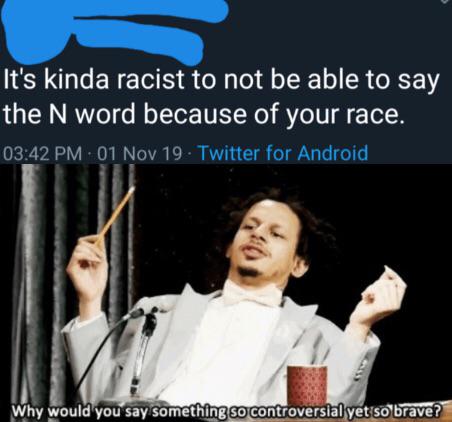 It's kinda racist to not be able to say
the N word because of your race.
03:42 PM · 01 Nov 19 · Twitter for Android
Why would you say something so controversial yet so brave?